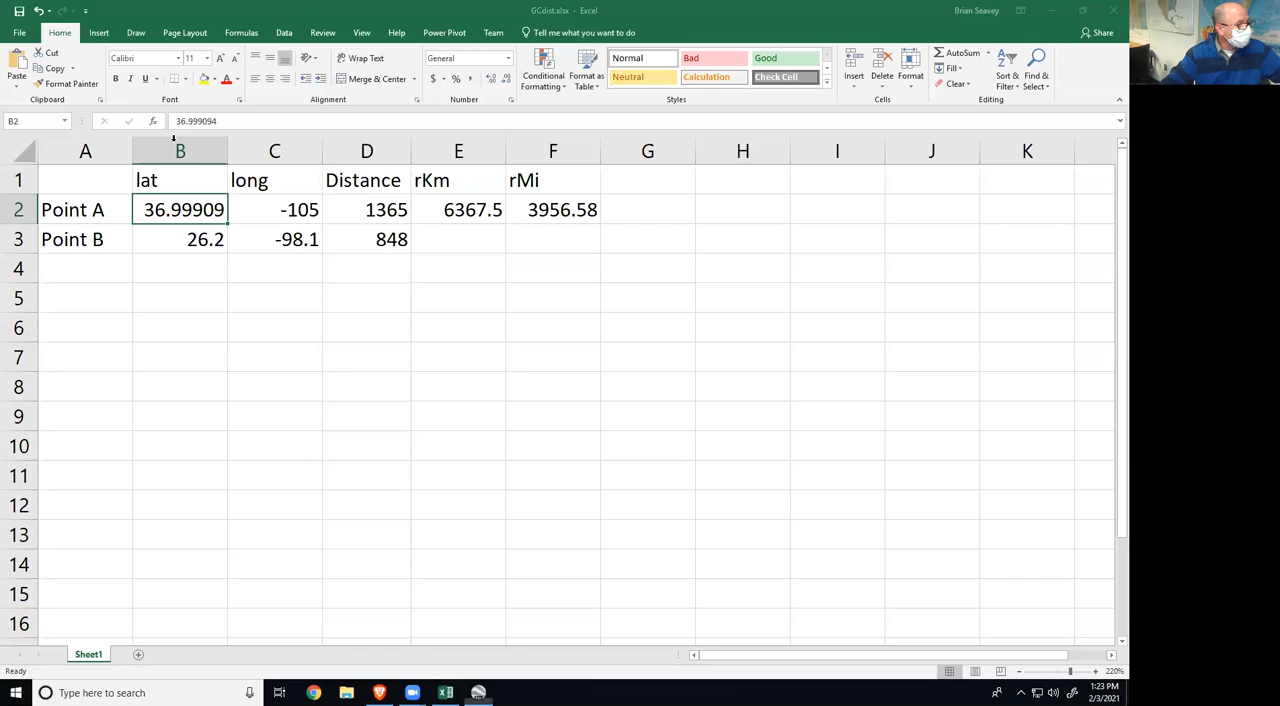 GCdist.xlsx - Excel
Brian Seavey
File Home Insert Draw Page Layout Formulas Data Review View Help Power Pivot Team Tell me what you want to do Share
Paste
Cut
Copy
Format Painter
Clipboard
Calibri 11
B I U
Font
Wrap Text
Merge & Center
Alignment
General
$ % ,
Number
Conditional Formatting
Format as Table
Normal Bad Good
Neutral Calculation Check Cell
Styles
Insert Delete Format
Cells
AutoSum
Fill
Clear
Sort & Filter
Find & Select
Editing
B2 fx 36.999094
A B C D E F G H I J K
1 lat long Distance rKm rMi
2 Point A 36.99909 -105 1365 6367.5 3956.58
3 Point B 26.2 -98.1 848
4
5
6
7
8
9
10
11
12
13
14
15
16
Sheet1
Ready 220%
Type here to search
1:23 PM
2/3/2021